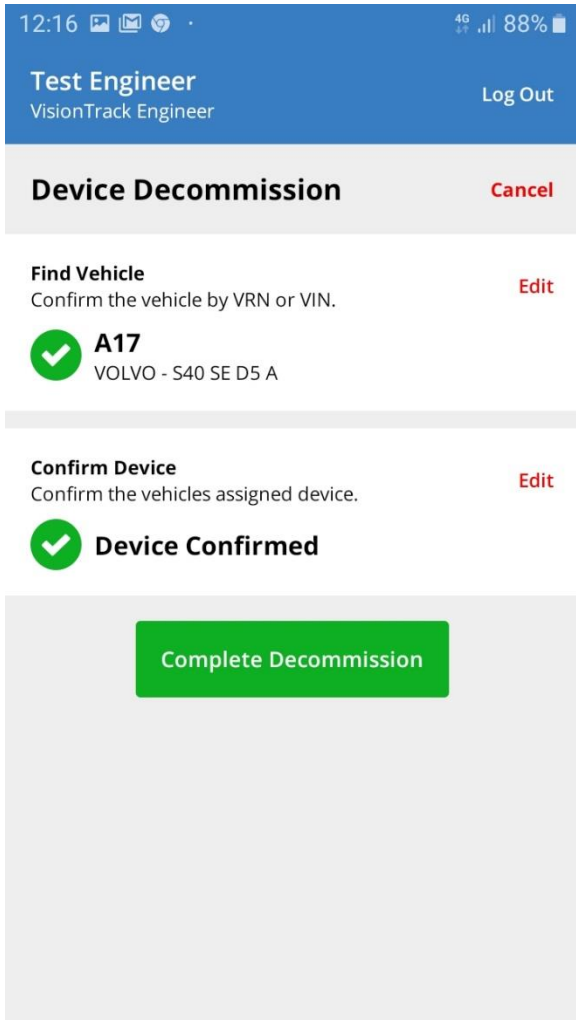 12:16 4G 88%
Test Engineer
VisionTrack Engineer
Log Out
Device Decommission
Cancel
Find Vehicle
Confirm the vehicle by VRN or VIN.
Edit
A17
VOLVO - S40 SE D5 A
Confirm Device
Confirm the vehicles assigned device.
Edit
Device Confirmed
Complete Decommission